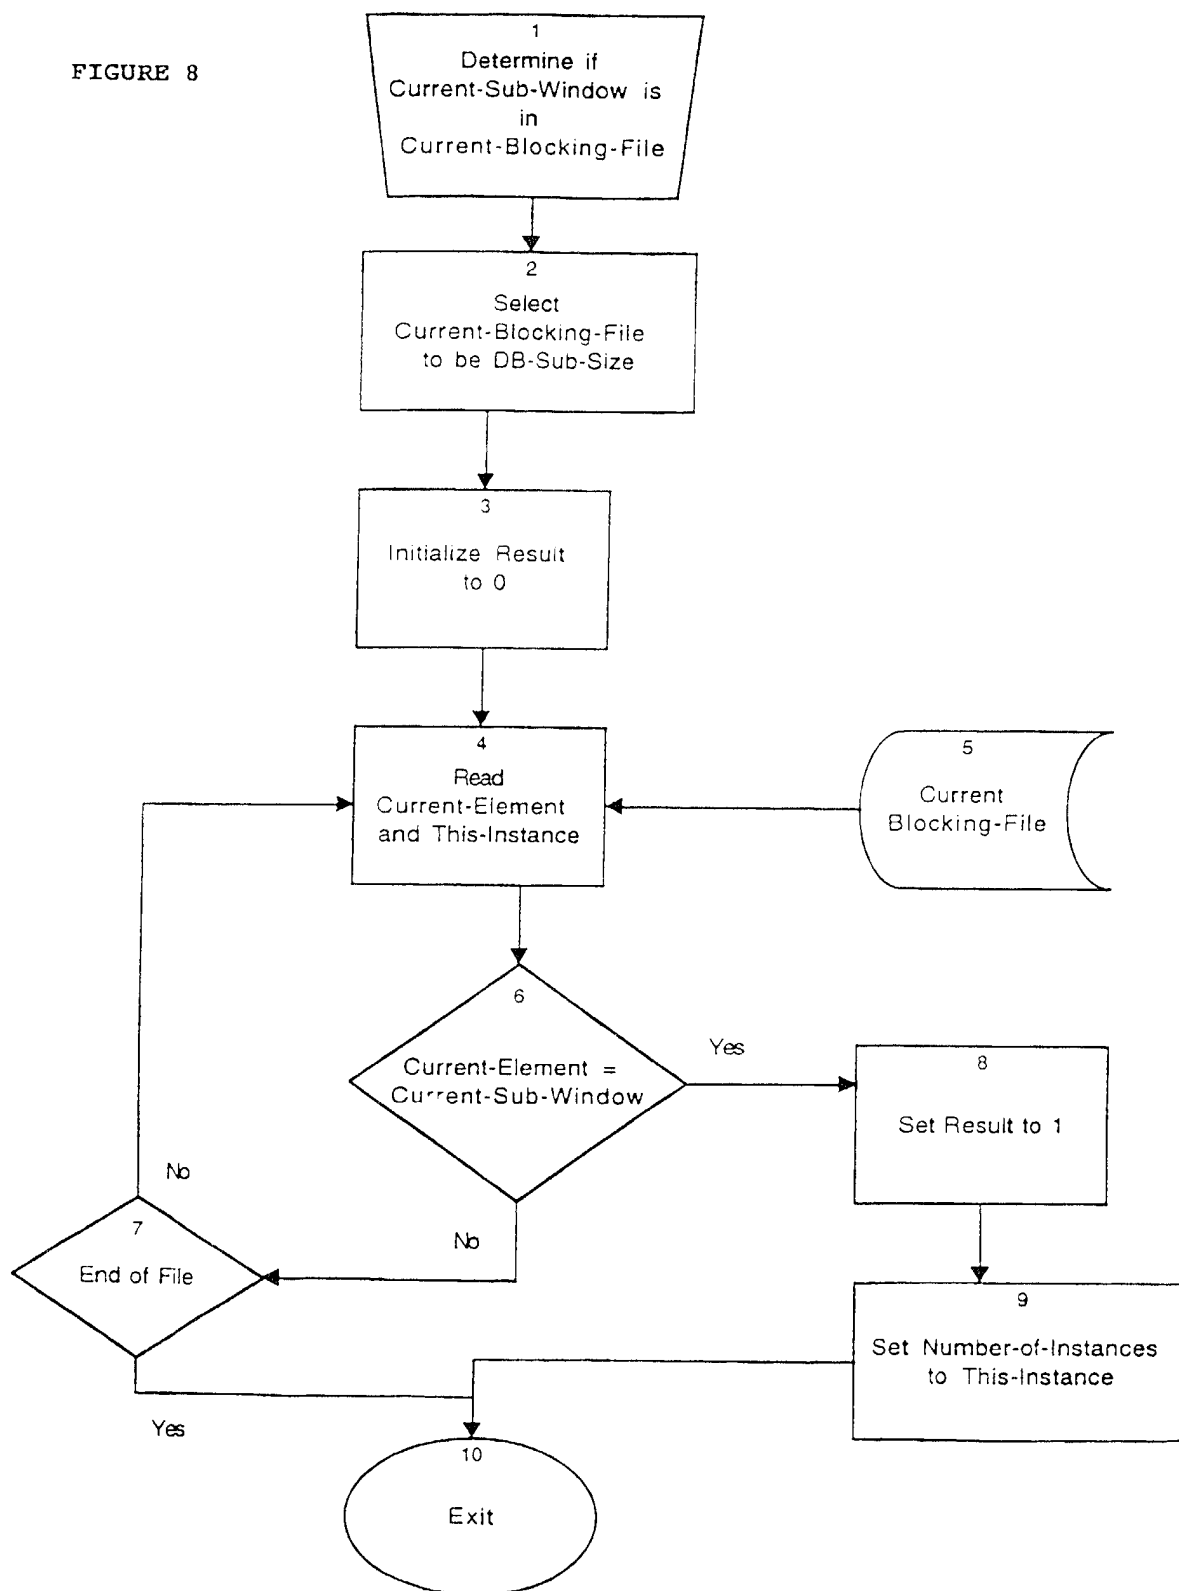 FIGURE 8
1
Determine if
Current-Sub-Window is
in
Current-Blocking-File
2
Select
Current-Blocking-File
to be DB-Sub-Size
3
Initialize Result
to 0
4
Read
Current-Element
and This-Instance
5
Current
Blocking-File
6
Current-Element =
Current-Sub-Window
Yes
8
Set Result to 1
No
7
End of File
No
9
Set Number-of-Instances
to This-Instance
Yes
10
Exit